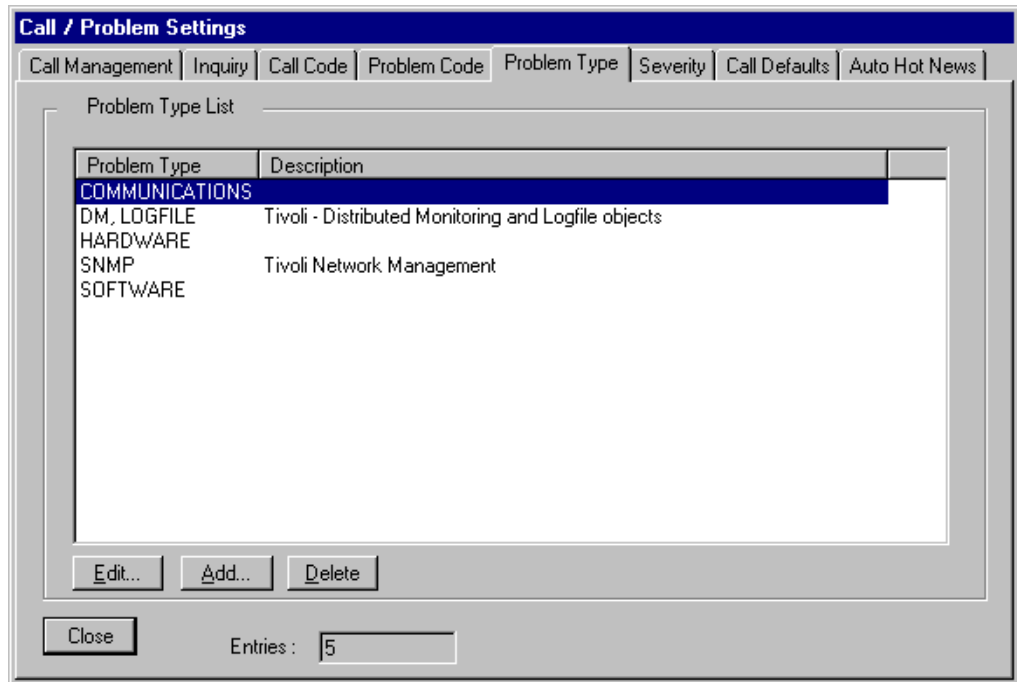 Call / Problem Settings
Call Management Inquiry Call Code Problem Code Problem Type Severity Call Defaults Auto Hot News
Problem Type List
Problem Type Description
COMMUNICATIONS
DM, LOGFILE Tivoli - Distributed Monitoring and Logfile objects
HARDWARE
SNMP Tivoli Network Management
SOFTWARE
Edit... Add... Delete
Close Entries : 5